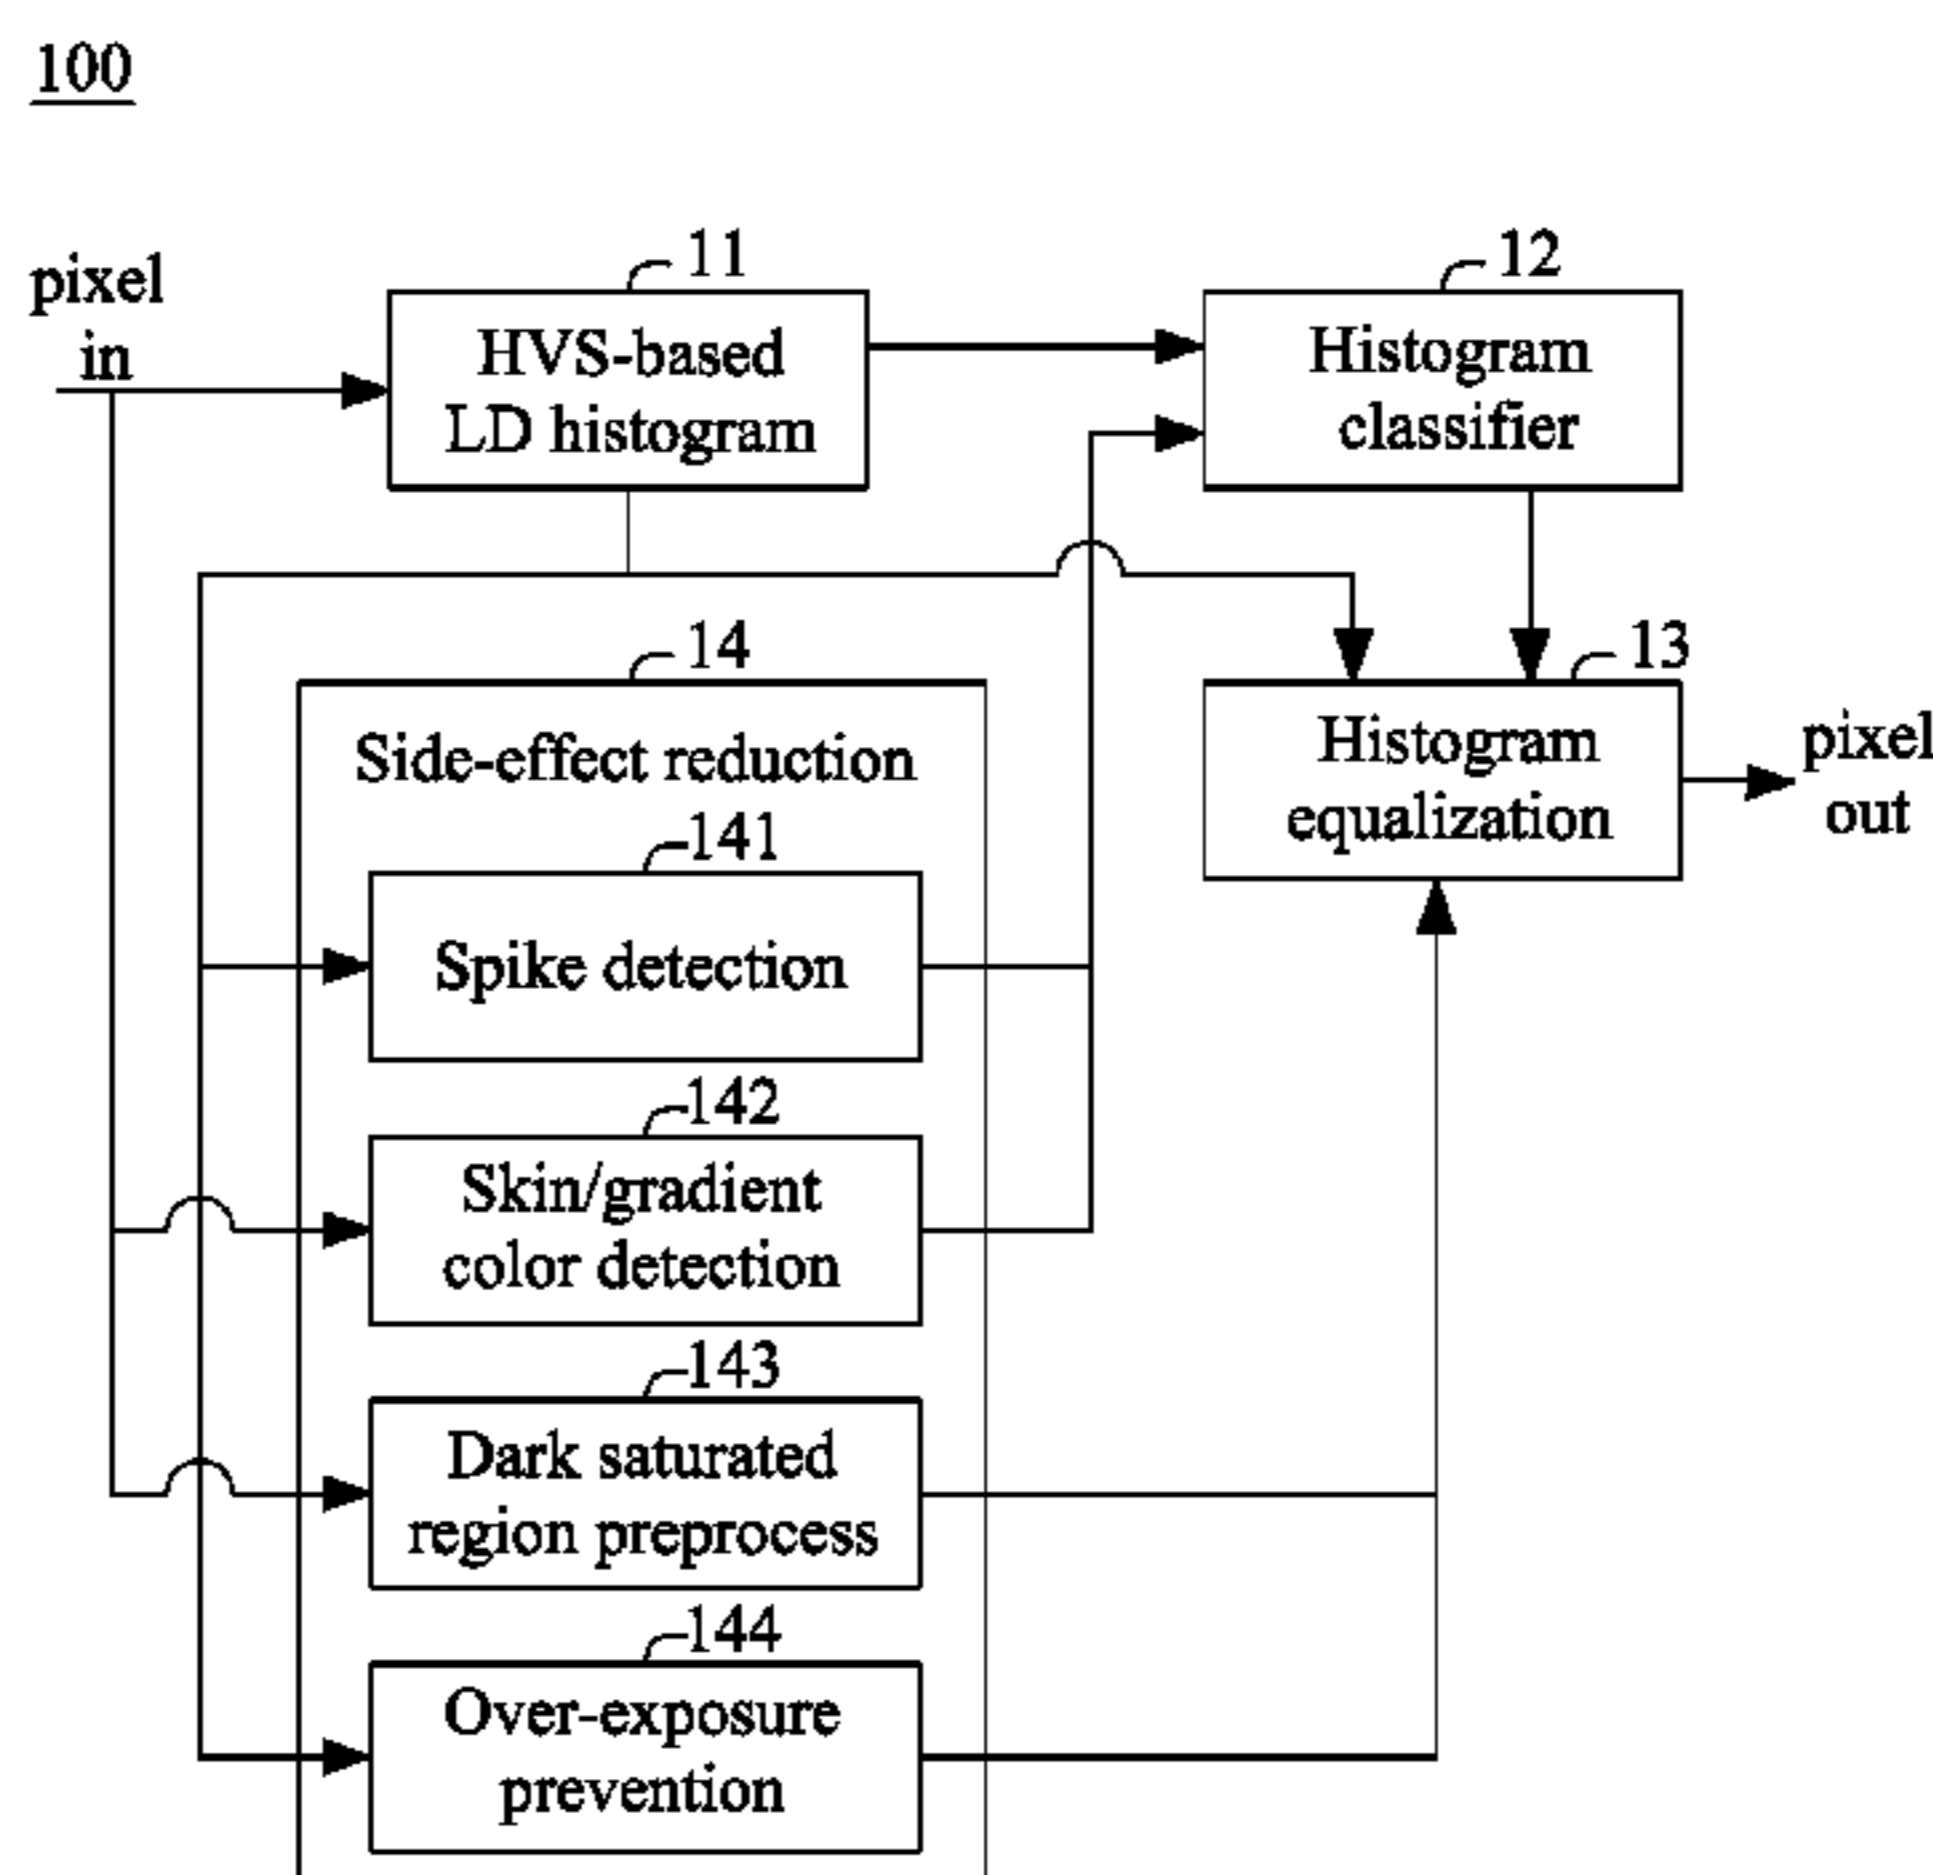 100
pixel
in
11
HVS-based
LD histogram
12
Histogram
classifier
14
Side-effect reduction
13
Histogram
equalization
pixel
out
141
Spike detection
142
Skin/gradient
color detection
143
Dark saturated
region preprocess
144
Over-exposure
prevention